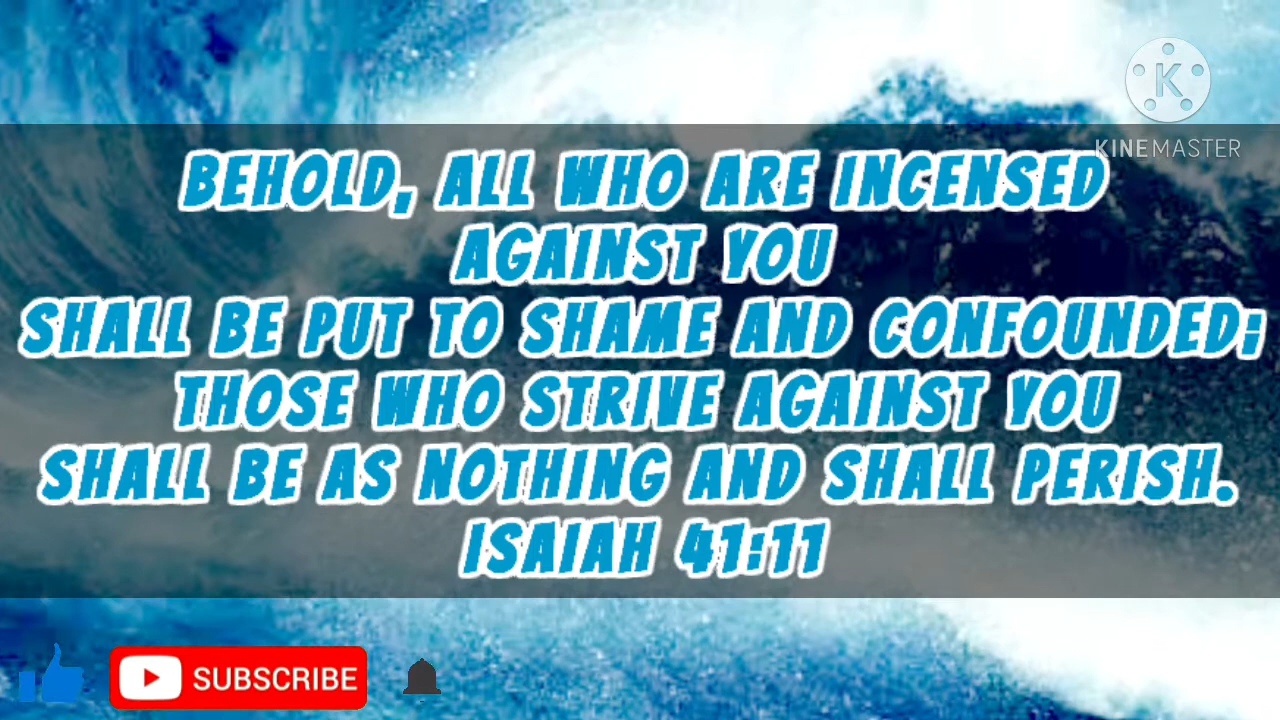 KINEMASTER
BEHOLD, ALL WHO ARE INCENSED
AGAINST YOU
SHALL BE PUT TO SHAME AND CONFOUNDED;
THOSE WHO STRIVE AGAINST YOU
SHALL BE AS NOTHING AND SHALL PERISH.
ISAIAH 41:11
SUBSCRIBE